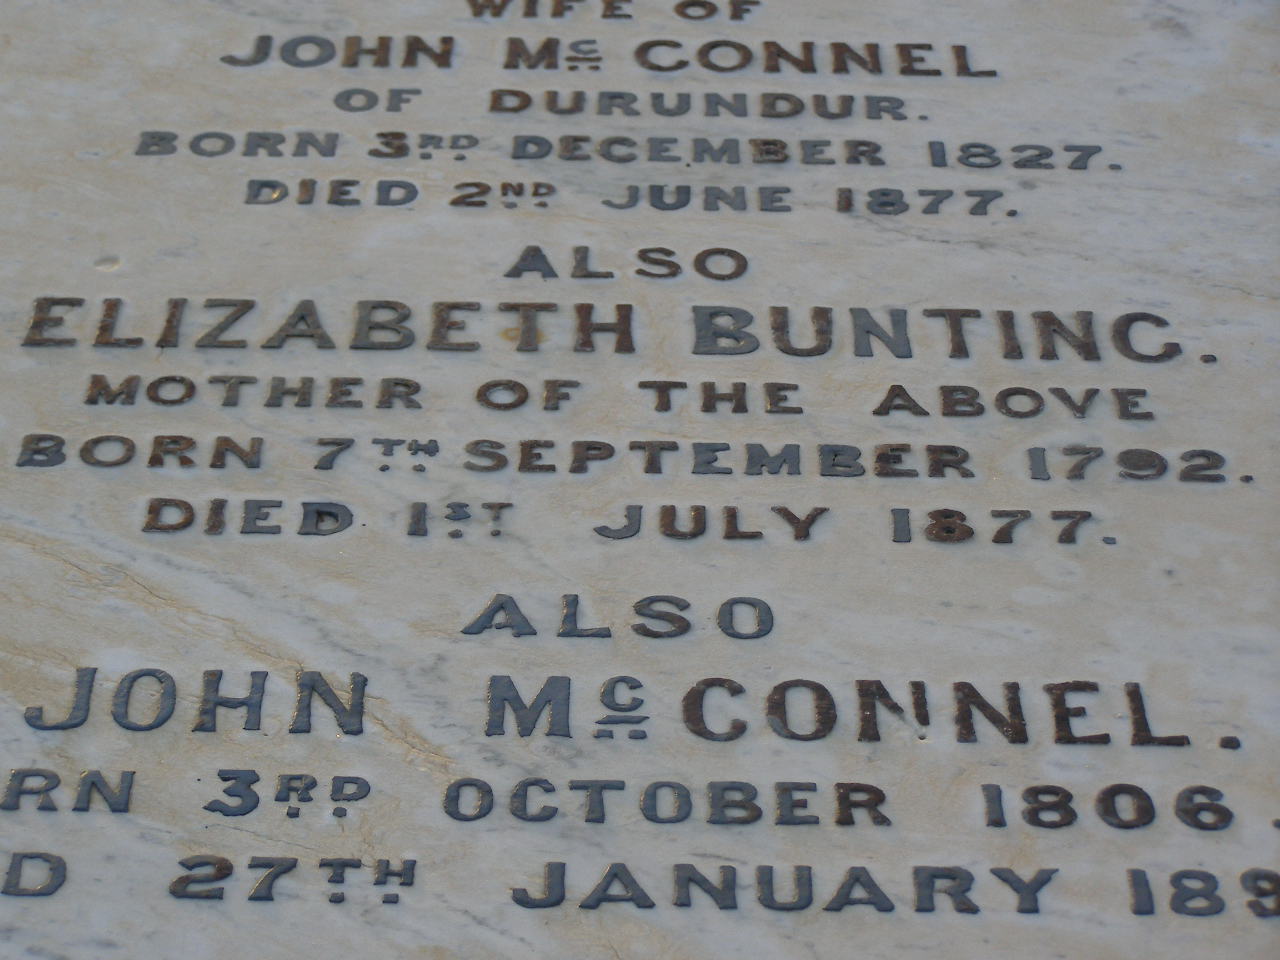 WIFE OF
JOHN Mc CONNEL
OF DURUNDUR.
BORN 3RD DECEMBER 1827.
DIED 2ND JUNE 1877.
ALSO
ELIZABETH BUNTING.
MOTHER OF THE ABOVE
BORN 7TH SEPTEMBER 1792.
DIED 1ST JULY 1877.
ALSO
JOHN Mc CONNEL.
RN 3RD OCTOBER 1806.
D 27TH JANUARY